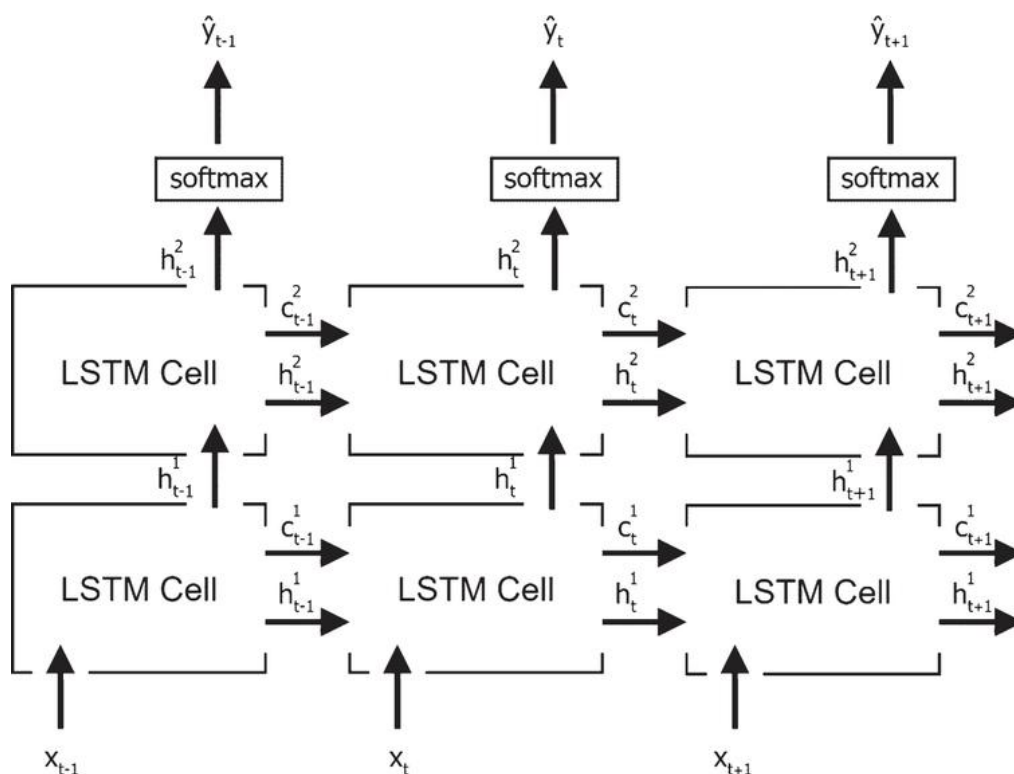 ŷt-1 ŷt ŷt+1
softmax softmax softmax
h²t-1 h²t h²t+1
c²t-1 c²t c²t+1
LSTM Cell LSTM Cell LSTM Cell
h²t-1 h²t h²t+1
h¹t-1 h¹t h¹t+1
c¹t-1 c¹t c¹t+1
LSTM Cell LSTM Cell LSTM Cell
h¹t-1 h¹t h¹t+1
xt-1 xt xt+1